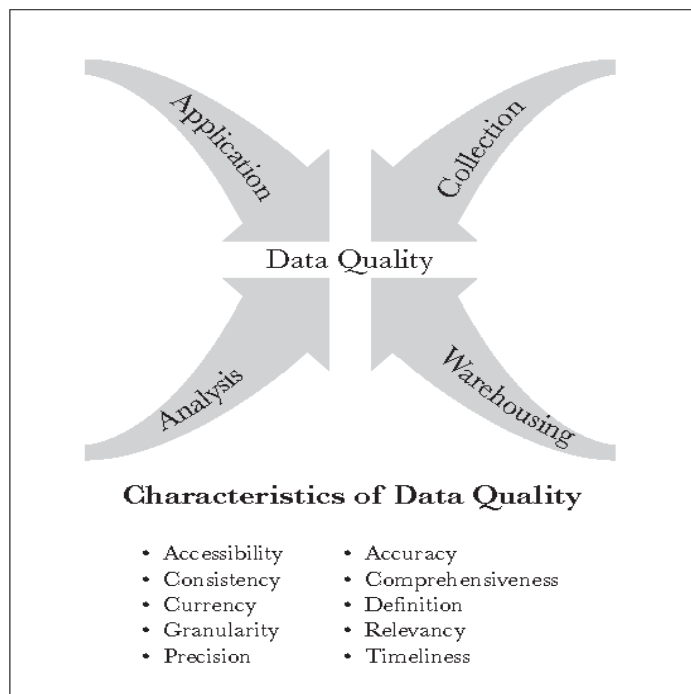 Application
Collection
Data Quality
Analysis
Warehousing
Characteristics of Data Quality
• Accessibility
• Consistency
• Currency
• Granularity
• Precision
• Accuracy
• Comprehensiveness
• Definition
• Relevancy
• Timeliness